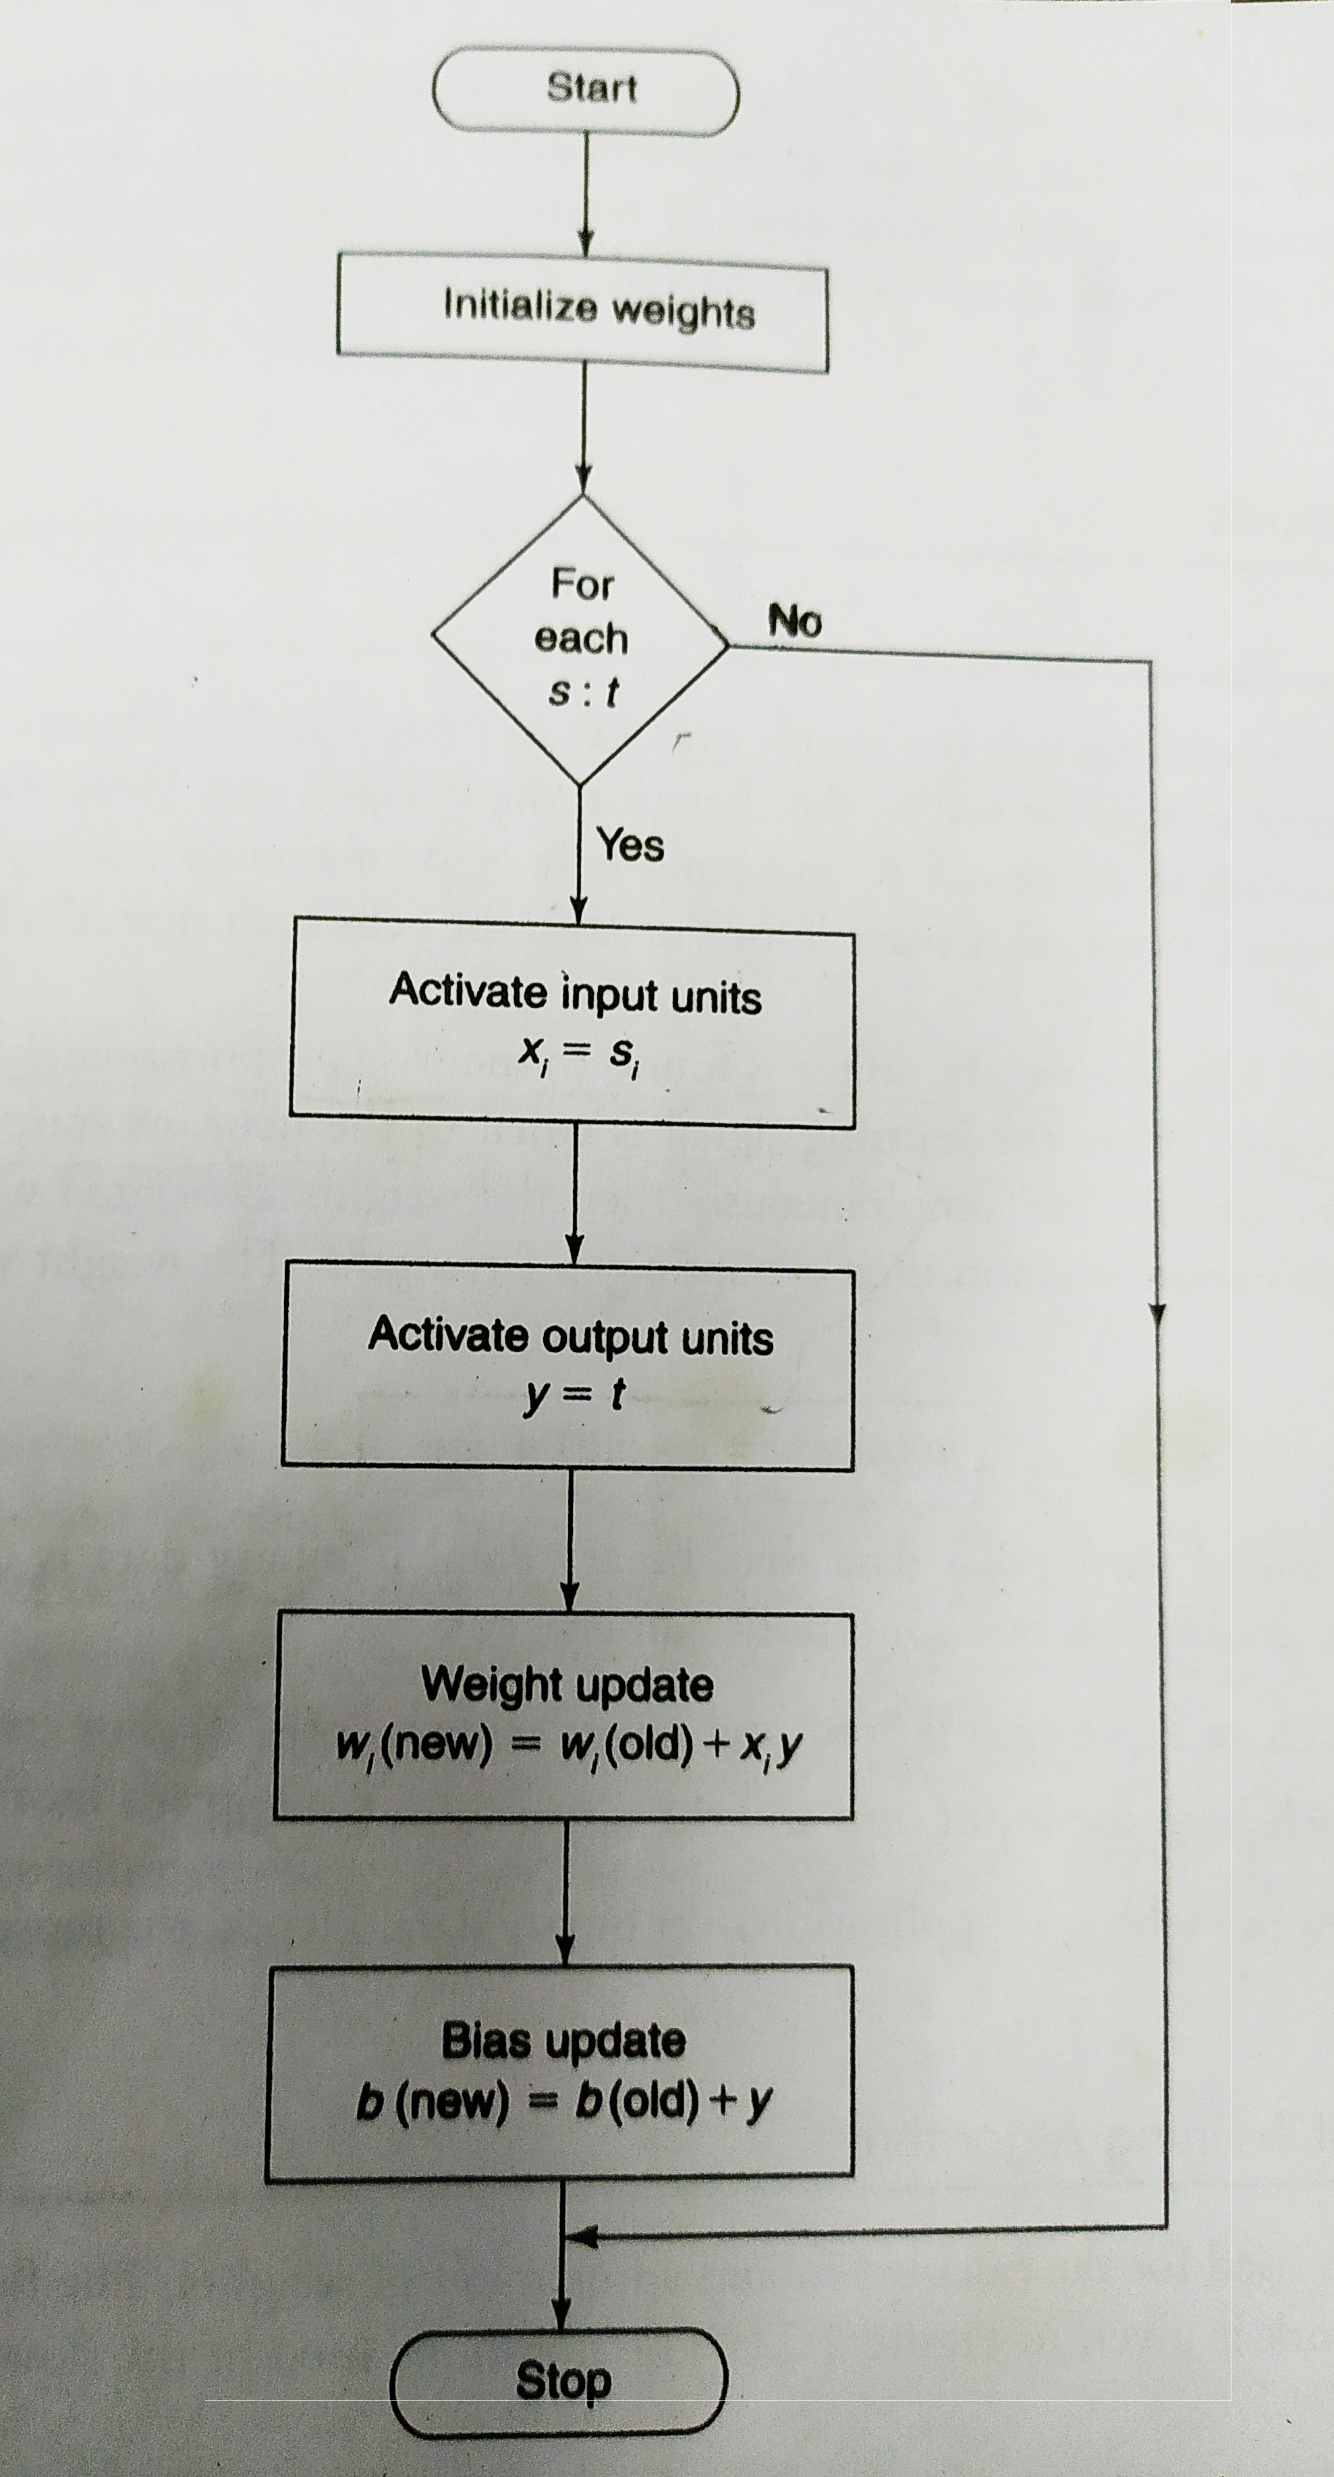 Start
Initialize weights
For
each
s : t
No
Yes
Activate input units
xᵢ = sᵢ
Activate output units
y = t
Weight update
wᵢ(new) = wᵢ(old) + xᵢ y
Bias update
b (new) = b (old) + y
Stop